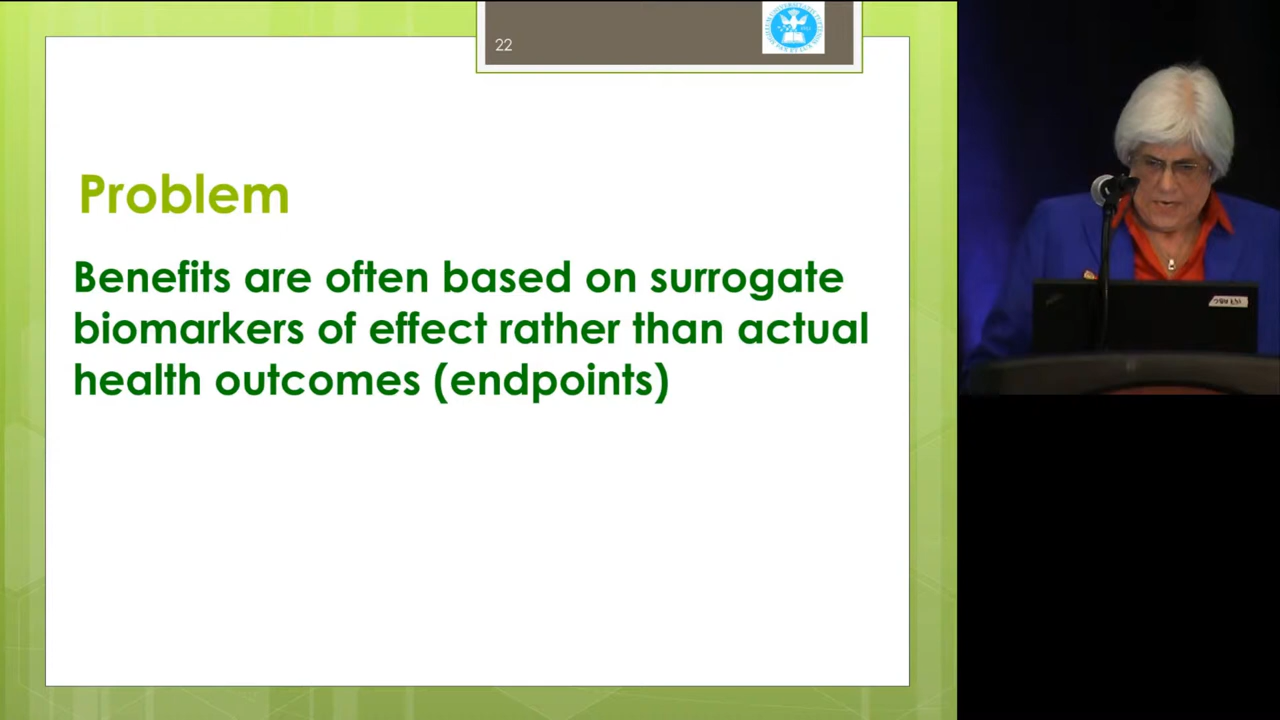 22
Problem
Benefits are often based on surrogate
biomarkers of effect rather than actual
health outcomes (endpoints)